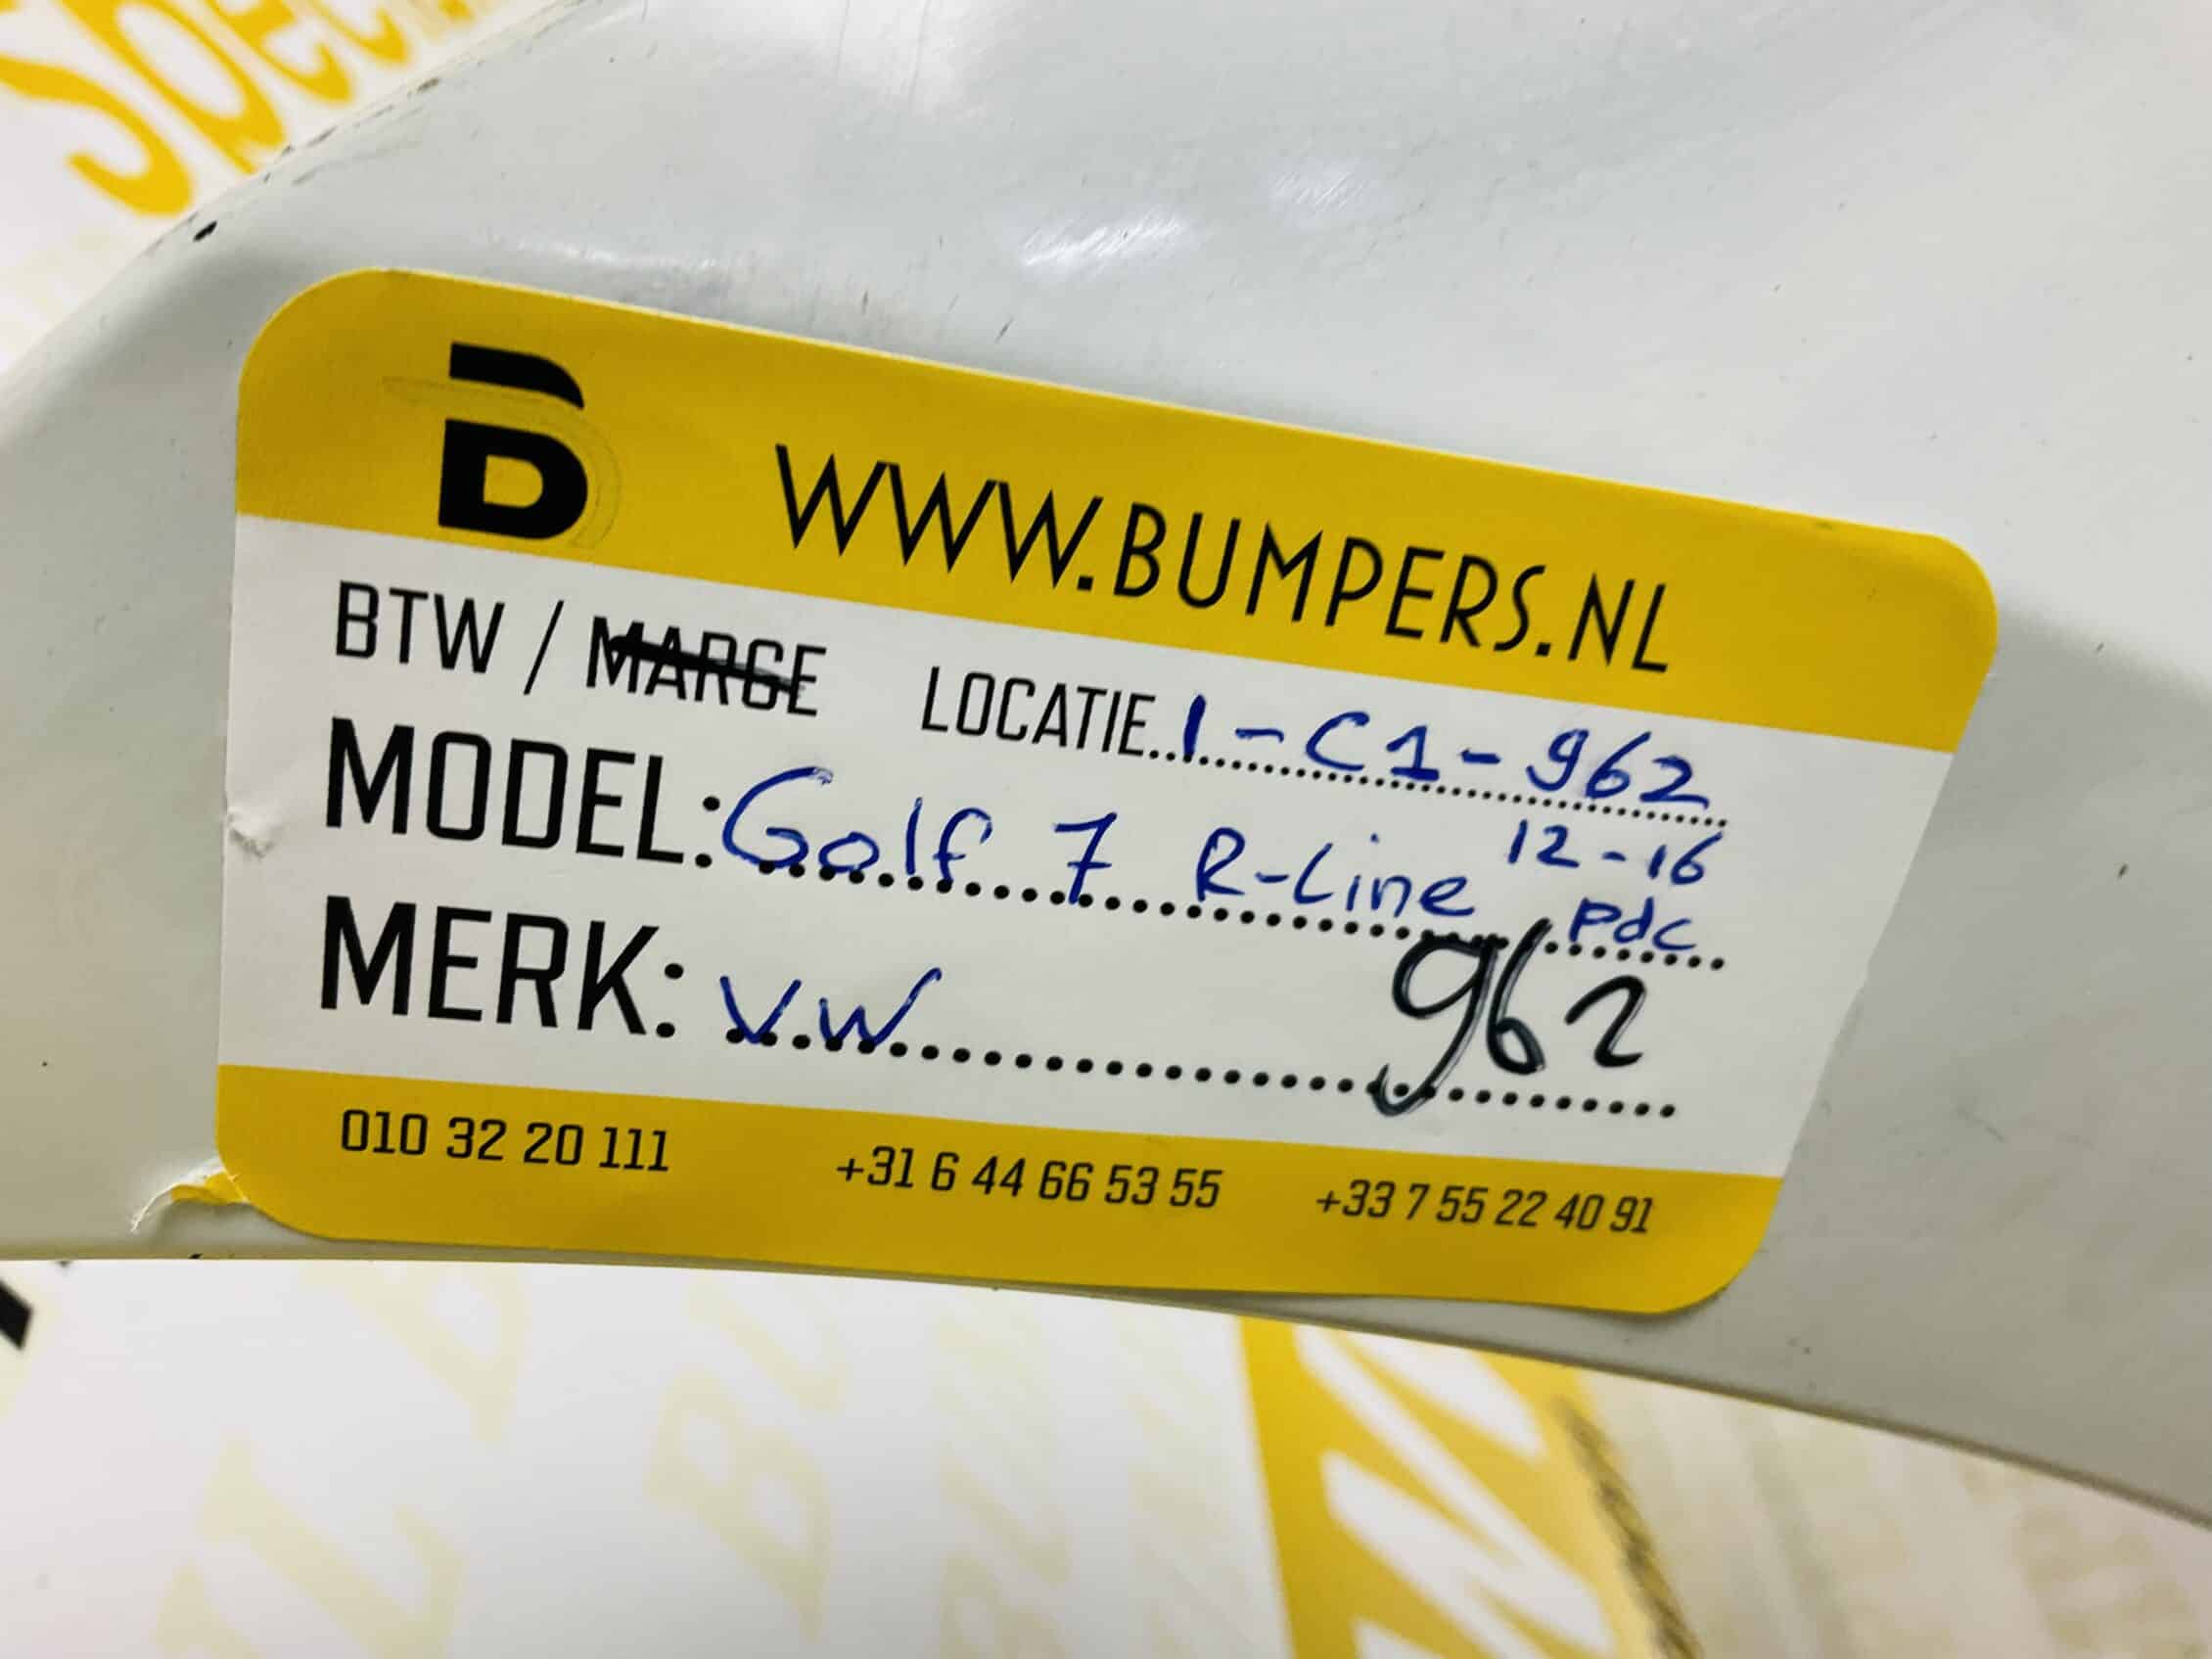 B WWW.BUMPERS.NL
BTW / MARGE LOCATIE..1-C1-962
MODEL: Golf 7 R-Line 12-16 pdc
MERK: V.W 962
010 32 20 111 +31 6 44 66 53 55 +33 7 55 22 40 91